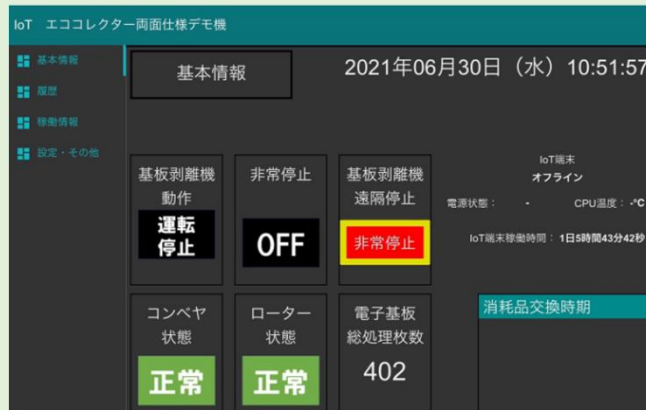 IoT エココレクター両面仕様デモ機
基本情報
履歴
稼働情報
設定・その他
基本情報
2021年06月30日（水）10:51:57
基板剥離機
動作
運転
停止
非常停止
OFF
基板剥離機
遠隔停止
非常停止
IoT端末
オフライン
電源状態： - CPU温度：-℃
IoT端末稼働時間：1日5時間43分42秒
コンベヤ
状態
正常
ローター
状態
正常
電子基板
総処理枚数
402
消耗品交換時期